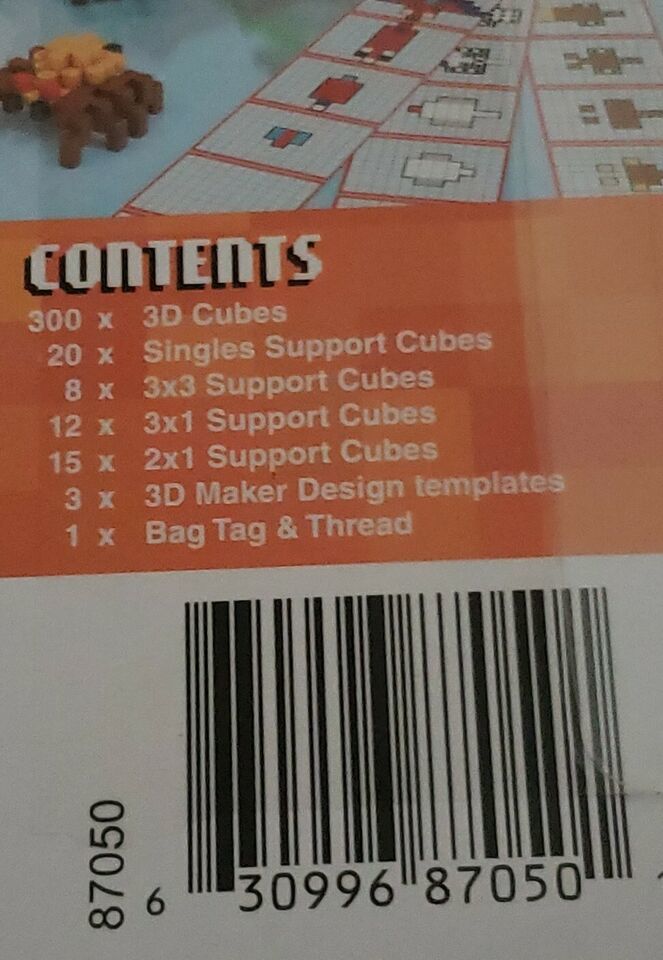 CONTENTS
300 x 3D Cubes
20 x Singles Support Cubes
8 x 3x3 Support Cubes
12 x 3x1 Support Cubes
15 x 2x1 Support Cubes
3 x 3D Maker Design templates
1 x Bag Tag & Thread
87050
6 30996 87050